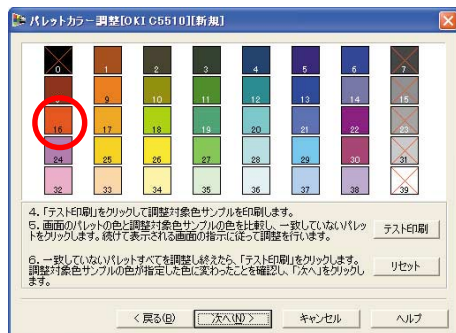 パレットカラー調整[OKI C5510][新規]
0 1 2 3 4 5 6 7
8 9 10 11 12 13 14 15
16 17 18 19 20 21 22 23
24 25 26 27 28 29 30 31
32 33 34 35 36 37 38 39
4.「テスト印刷」をクリックして調整対象色サンプルを印刷します。
5. 画面のパレットの色と調整対象色サンプルの色を比較し、一致していないパレッ
トをクリックします。続けて表示される画面の指示に従って調整を行います。
テスト印刷
6. 一致していないパレットすべてを調整し終えたら、「テスト印刷」をクリックします。
調整対象色サンプルの色が指定した色に変わったことを確認し、「次へ」をクリックし
ます。
リセット
< 戻る(B) 次へ(N) > キャンセル ヘルプ